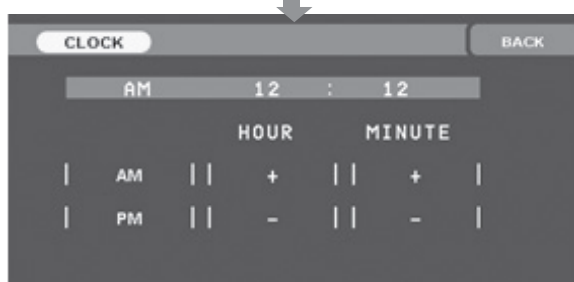 CLOCK BACK
AM 12 : 12
HOUR MINUTE
AM + +
PM - -